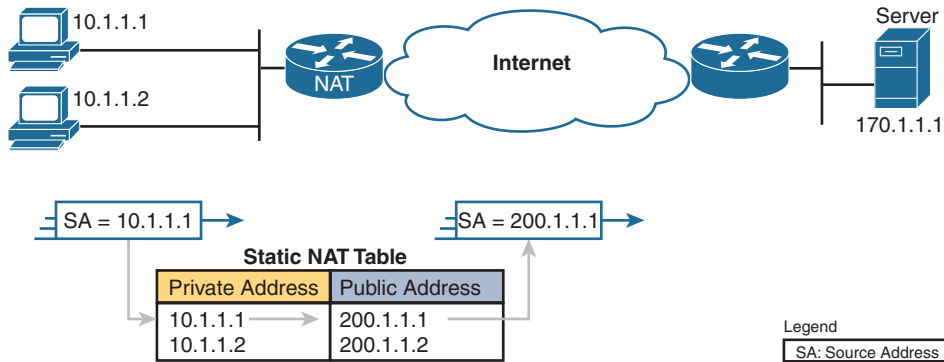 10.1.1.1
Server
Internet
NAT
10.1.1.2
170.1.1.1
SA = 10.1.1.1
SA = 200.1.1.1
Static NAT Table
Private Address Public Address
10.1.1.1 200.1.1.1
10.1.1.2 200.1.1.2
Legend
SA: Source Address